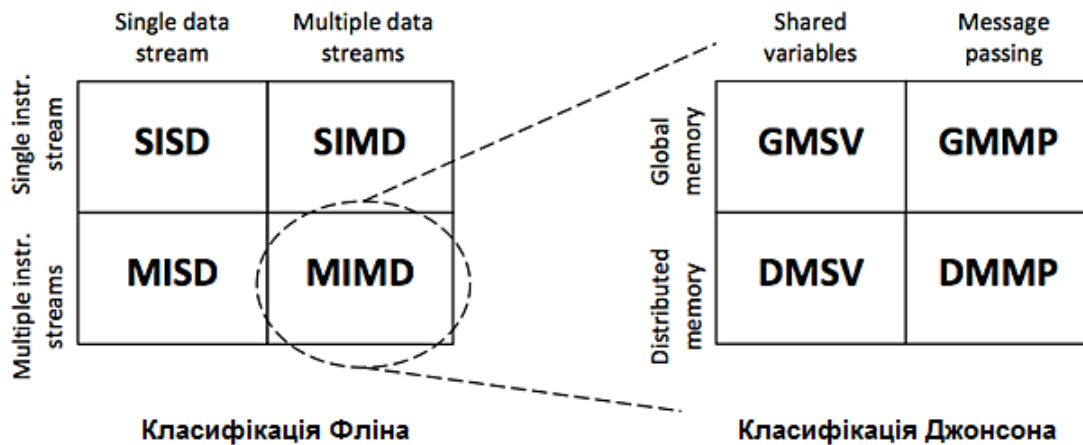 Single data
stream
Multiple data
streams
Single instr.
stream
SISD
SIMD
Multiple instr.
streams
MISD
MIMD
Класифікація Фліна
Shared
variables
Message
passing
Global
memory
GMSV
GMMP
Distributed
memory
DMSV
DMMP
Класифікація Джонсона